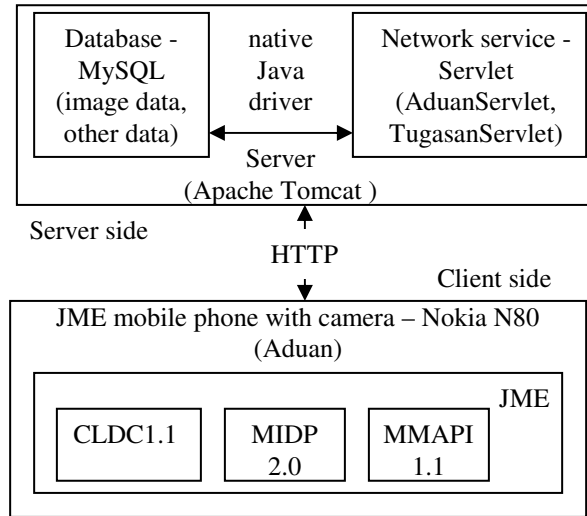 Database -
MySQL
(image data,
other data)
native
Java
driver
Network service -
Servlet
(AduanServlet,
TugasanServlet)
Server
(Apache Tomcat )
Server side
HTTP
Client side
JME mobile phone with camera – Nokia N80
(Aduan)
JME
CLDC1.1
MIDP
2.0
MMAPI
1.1